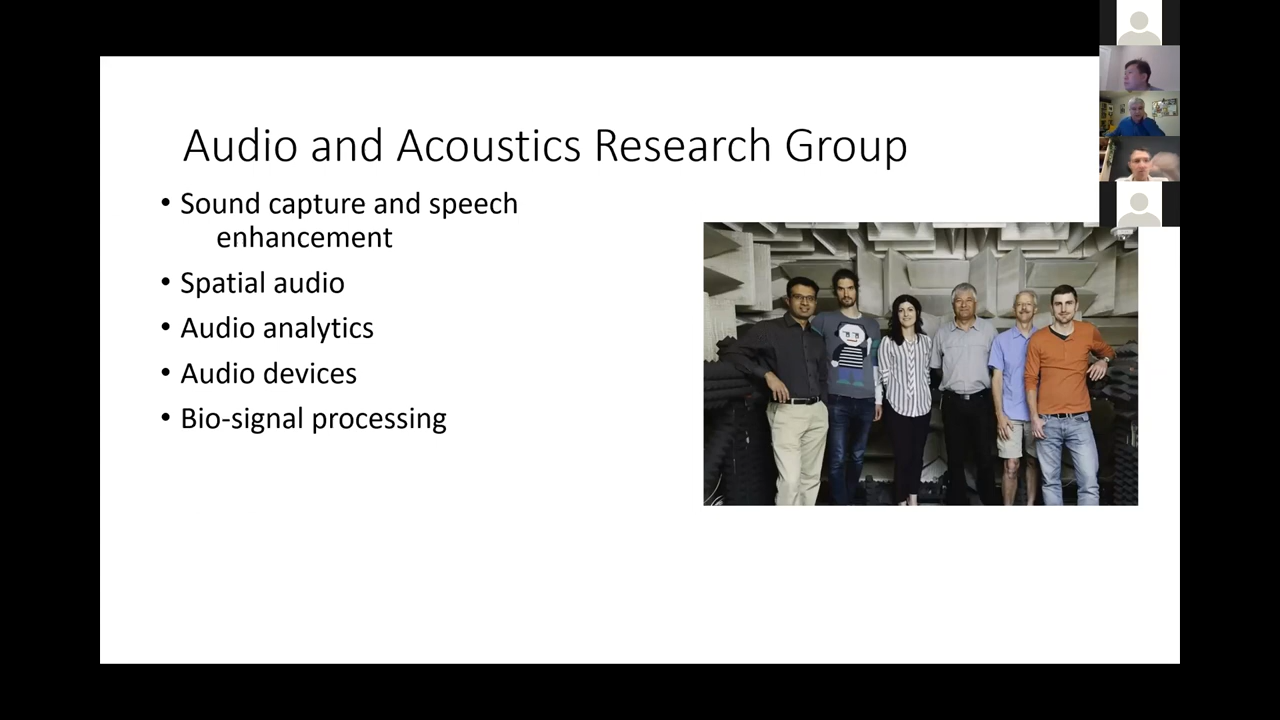 Audio and Acoustics Research Group
• Sound capture and speech
enhancement
• Spatial audio
• Audio analytics
• Audio devices
• Bio-signal processing